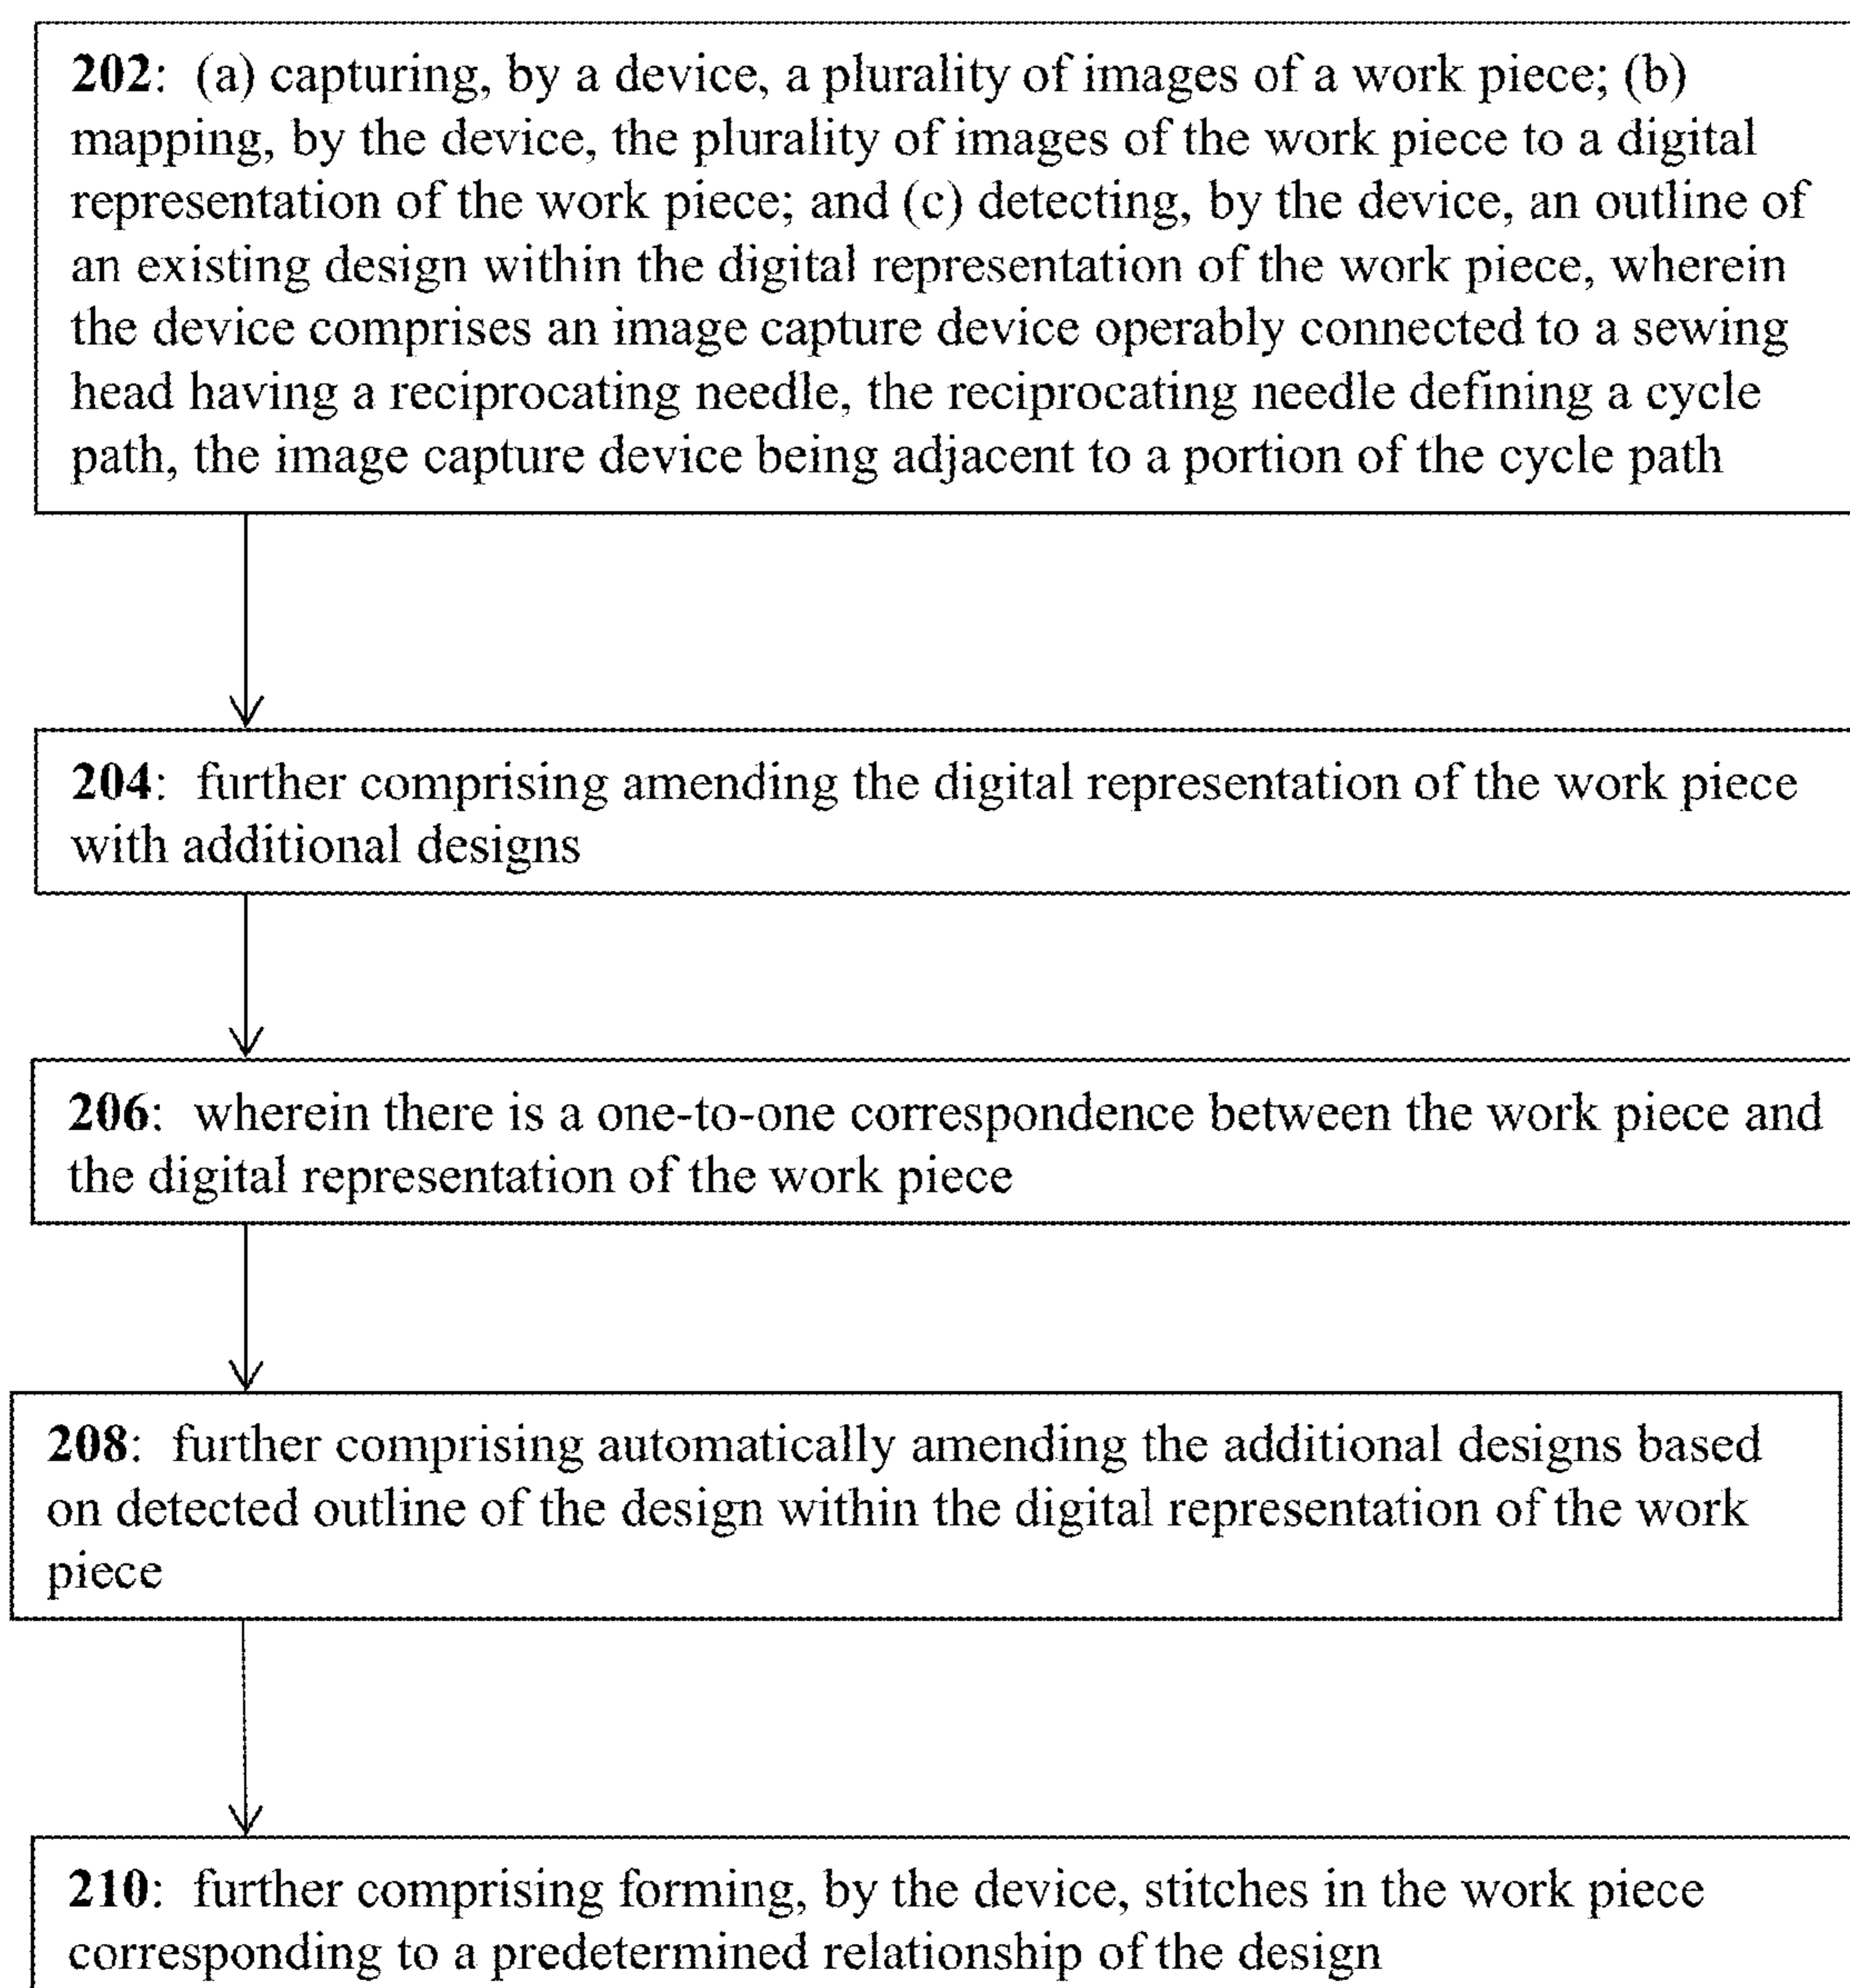 202: (a) capturing, by a device, a plurality of images of a work piece; (b)
mapping, by the device, the plurality of images of the work piece to a digital
representation of the work piece; and (c) detecting, by the device, an outline of
an existing design within the digital representation of the work piece, wherein
the device comprises an image capture device operably connected to a sewing
head having a reciprocating needle, the reciprocating needle defining a cycle
path, the image capture device being adjacent to a portion of the cycle path
204: further comprising amending the digital representation of the work piece
with additional designs
206: wherein there is a one-to-one correspondence between the work piece and
the digital representation of the work piece
208: further comprising automatically amending the additional designs based
on detected outline of the design within the digital representation of the work
piece
210: further comprising forming, by the device, stitches in the work piece
corresponding to a predetermined relationship of the design